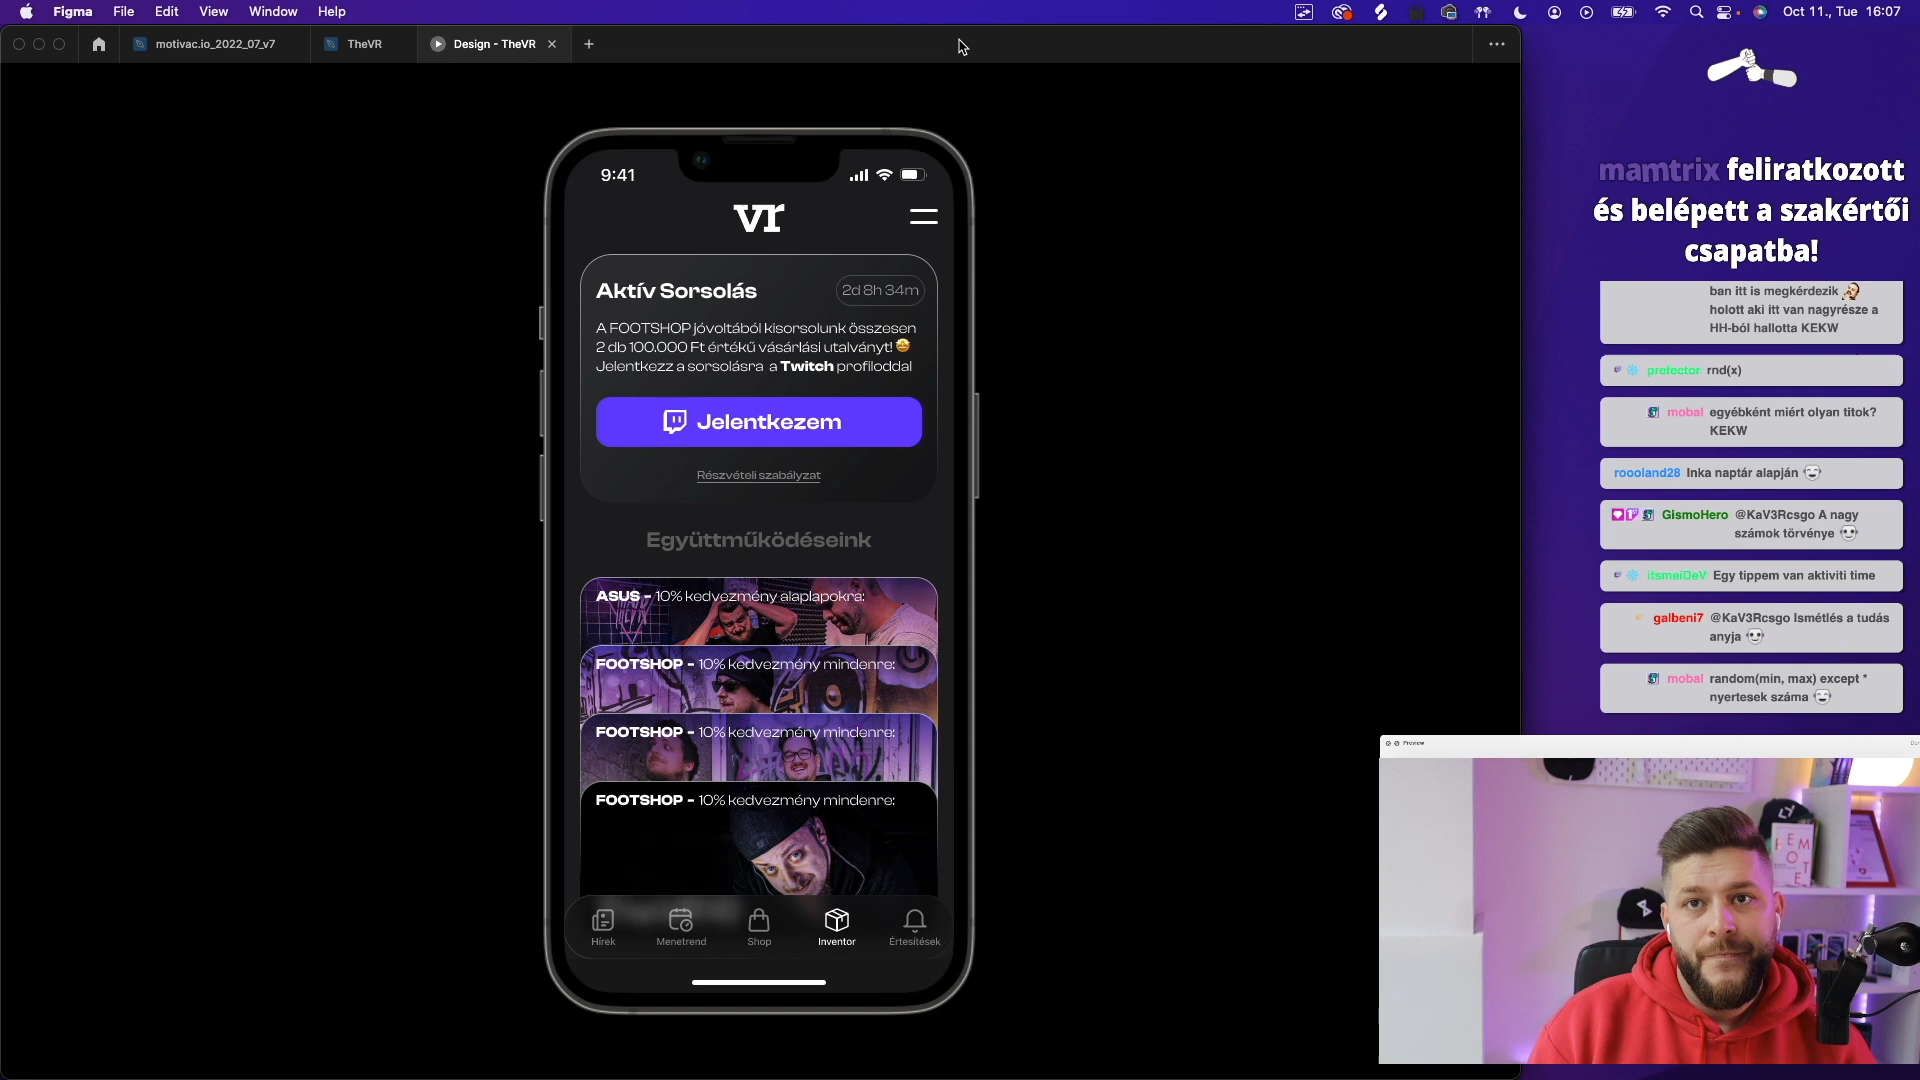 Figma File Edit View Window Help
Oct 11., Tue 16:07
motivac.io_2022_07_v7
TheVR
Design - TheVR
9:41
vr
Aktív Sorsolás
2d 8h 34m
A FOOTSHOP jóvoltából kisorsolunk összesen
2 db 100.000 Ft értékű vásárlási utalványt! 🤩
Jelentkezz a sorsolásra a Twitch profiloddal
Jelentkezem
Részvételi szabályzat
Együttműködéseink
ASUS - 10% kedvezmény alaplapokra:
FOOTSHOP - 10% kedvezmény mindenre:
FOOTSHOP - 10% kedvezmény mindenre:
FOOTSHOP - 10% kedvezmény mindenre:
Hírek
Menetrend
Shop
Inventor
Értesítések
mamtrix feliratkozott
és belépett a szakértői
csapatba!
ban itt is megkérdezik
holott aki itt van nagyrésze a
HH-ból hallotta KEKW
prefector rnd(x)
mobal egyébként miért olyan titok?
KEKW
roooland28 Inka naptár alapján
GismoHero @KaV3Rcsgo A nagy
számok törvénye
itsmeiDeV Egy tippem van aktiviti time
galbeni7 @KaV3Rcsgo Ismétlés a tudás
anyja
mobal random(min, max) except *
nyertesek száma
Preview
REMOTE